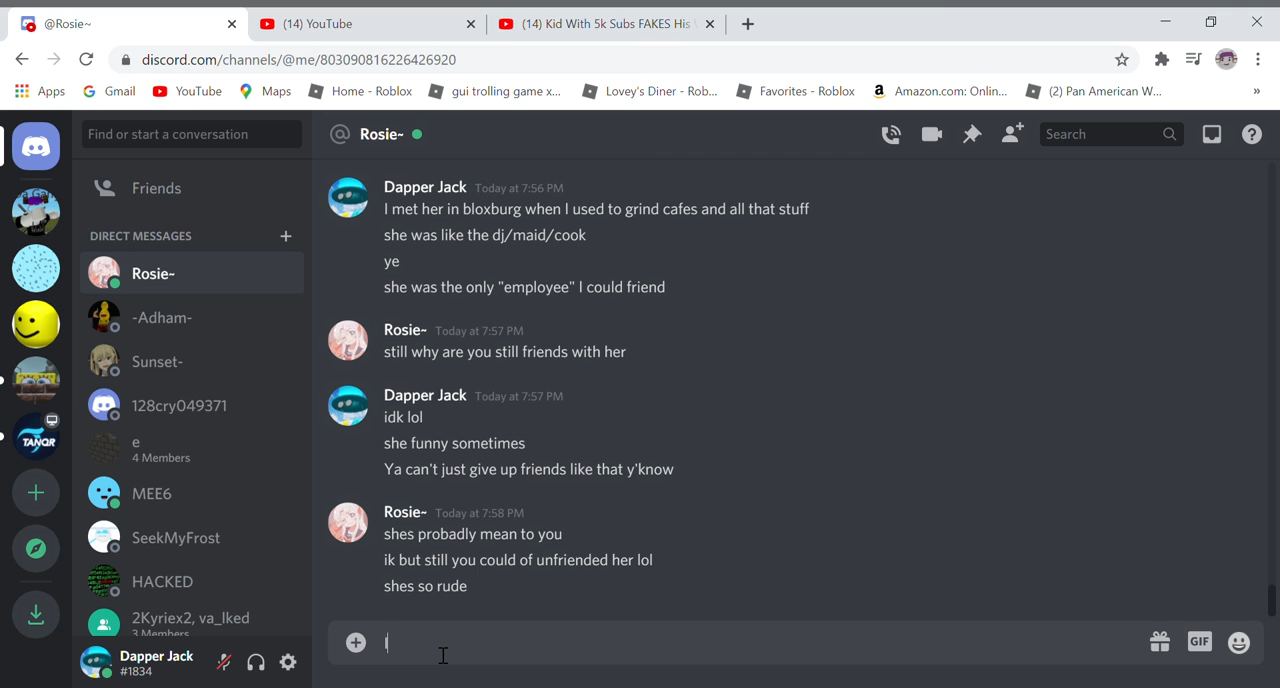 @Rosie~
(14) YouTube
(14) Kid With 5k Subs FAKES His
discord.com/channels/@me/803090816226426920
Apps
Gmail
YouTube
Maps
Home - Roblox
gui trolling game x...
Lovey's Diner - Rob...
Favorites - Roblox
Amazon.com: Onlin...
(2) Pan American W...
»
Find or start a conversation
Friends
DIRECT MESSAGES
Rosie~
-Adham-
Sunset-
128cry049371
e
4 Members
MEE6
SeekMyFrost
HACKED
2Kyriex2, va_lked
3 Members
TANQR
Dapper Jack
#1834
@ Rosie~
Search
Dapper Jack Today at 7:56 PM
I met her in bloxburg when I used to grind cafes and all that stuff
she was like the dj/maid/cook
ye
she was the only "employee" I could friend
Rosie~ Today at 7:57 PM
still why are you still friends with her
Dapper Jack Today at 7:57 PM
idk lol
she funny sometimes
Ya can't just give up friends like that y'know
Rosie~ Today at 7:58 PM
shes probadly mean to you
ik but still you could of unfriended her lol
shes so rude
GIF